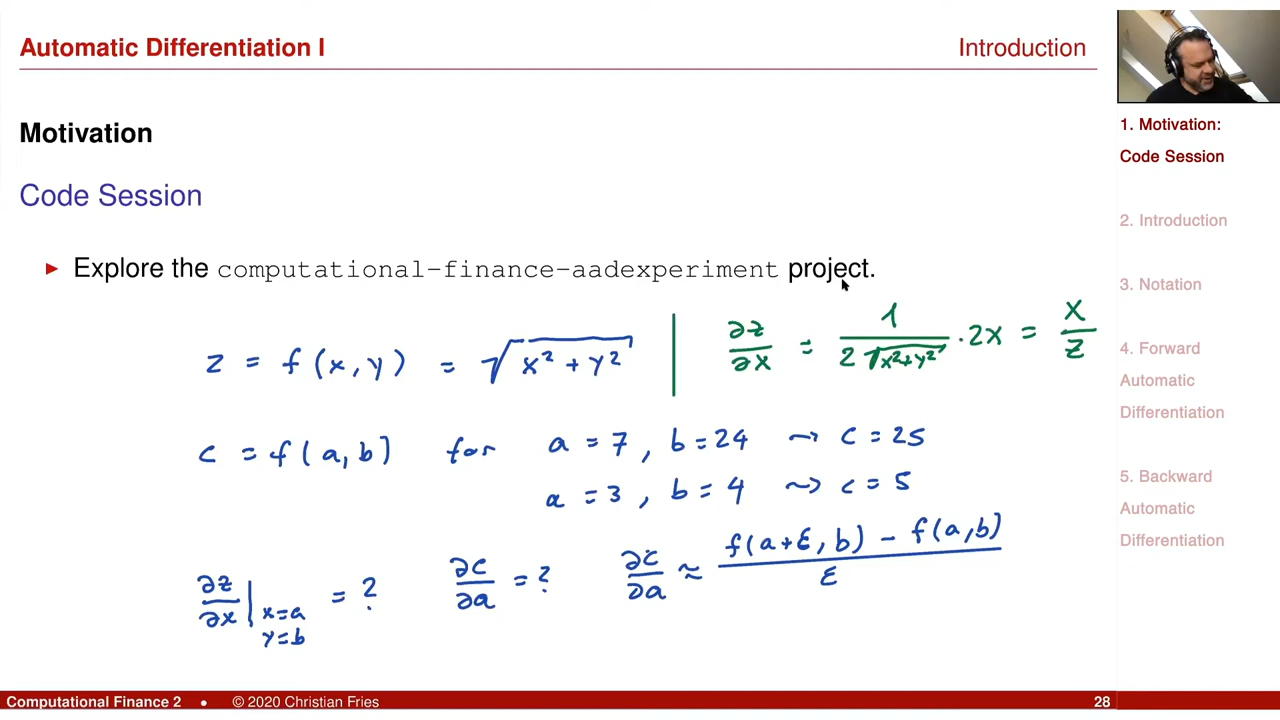 Automatic Differentiation I
Introduction
Motivation
Code Session
▶ Explore the computational-finance-aadexperiment project.
z = f(x,y) = √(x² + y²) | ∂z/∂x = 1/(2√(x²+y²)) · 2x = x/z
c = f(a,b) for a = 7, b = 24 ⇝ c = 25
a = 3, b = 4 ⇝ c = 5
∂z/∂x |x=a y=b = ? ∂c/∂a = ? ∂c/∂a ≈ (f(a+ε, b) − f(a,b))/ε
1. Motivation:
Code Session
2. Introduction
3. Notation
4. Forward
Automatic
Differentiation
5. Backward
Automatic
Differentiation
Computational Finance 2 • © 2020 Christian Fries
28